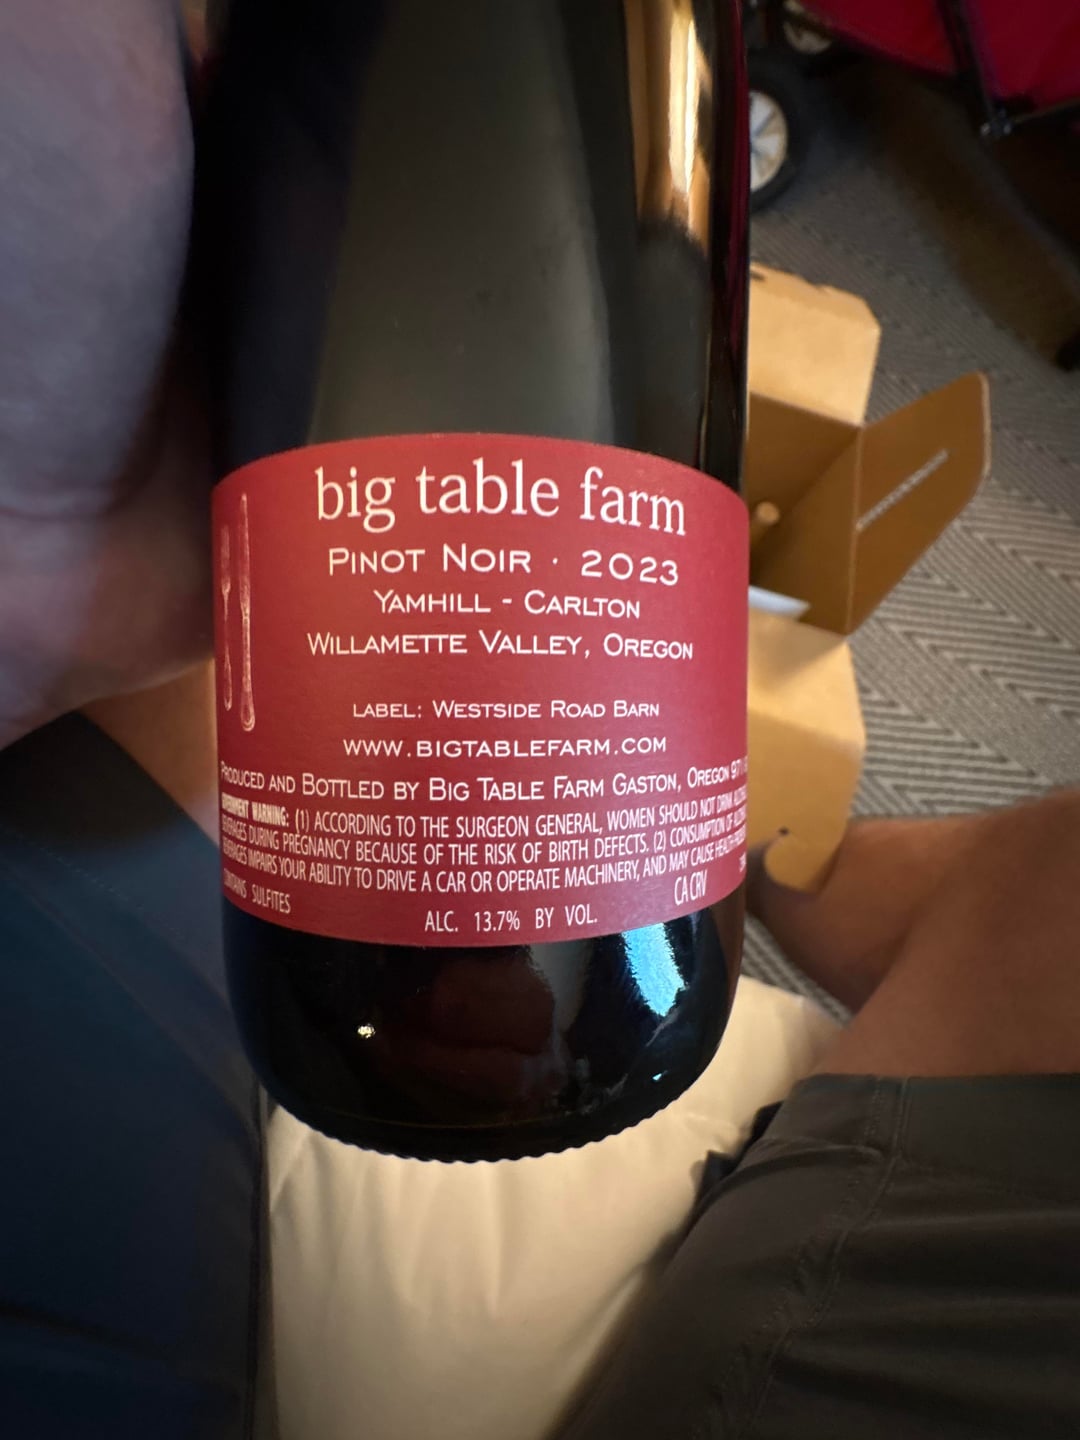 big table farm
PINOT NOIR · 2023
YAMHILL - CARLTON
WILLAMETTE VALLEY, OREGON
LABEL: WESTSIDE ROAD BARN
WWW.BIGTABLEFARM.COM
PRODUCED AND BOTTLED BY BIG TABLE FARM GASTON, OREGON
WARNING: (1) ACCORDING TO THE SURGEON GENERAL, WOMEN SHOULD NOT DRINK
DURING PREGNANCY BECAUSE OF THE RISK OF BIRTH DEFECTS. (2) CONSUMPTION OF
IMPAIRS YOUR ABILITY TO DRIVE A CAR OR OPERATE MACHINERY, AND MAY CAUSE
CONTAINS SULFITES
ALC. 13.7% BY VOL.
CA CRV